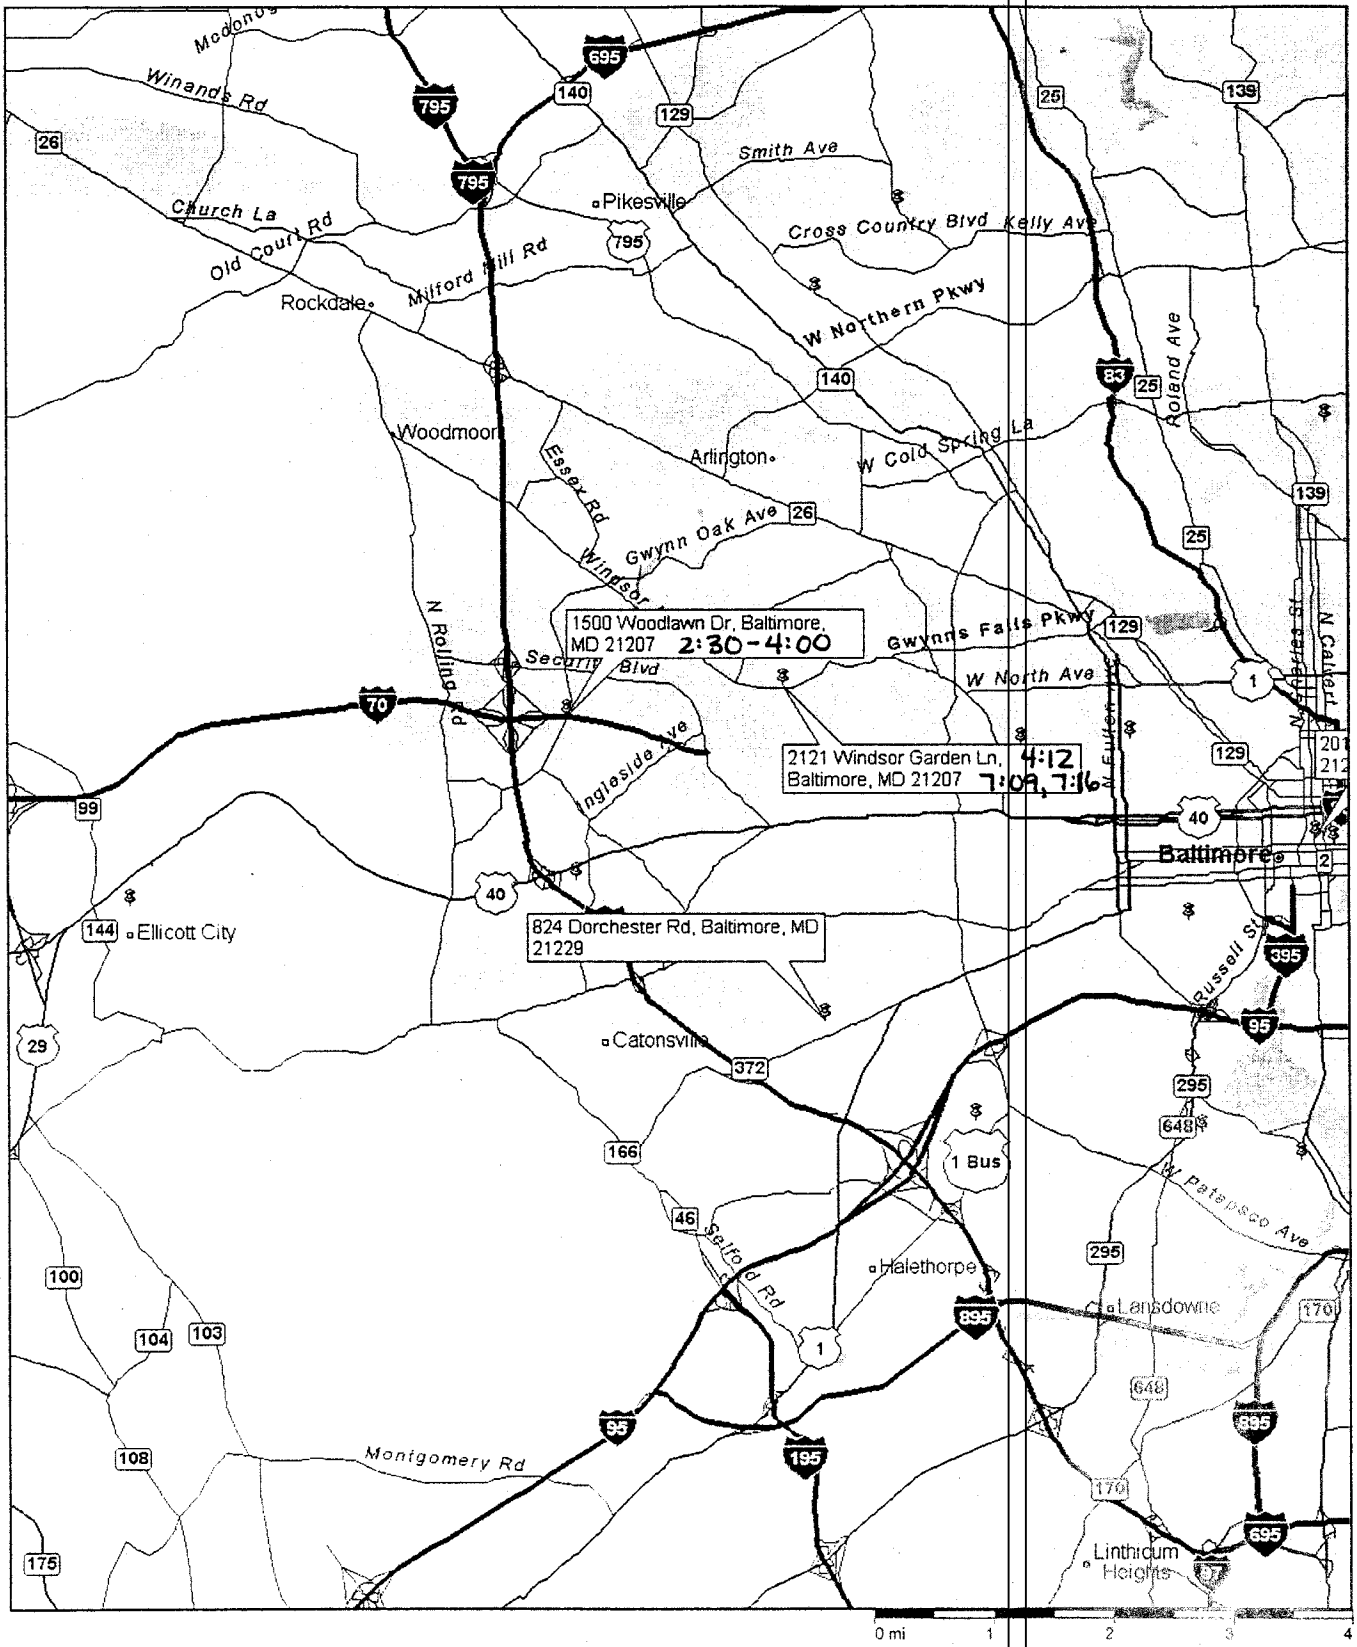 Winands Rd
695
795
140
129
25
139
26
Smith Ave
795
Pikesville
Church La
Old Court Rd
Cross Country Blvd Kelly Ave
795
Milford Mill Rd
Rockdale
W Northern Pkwy
Roland Ave
140
83
25
Woodmoor
Essex Rd
Arlington
W Cold Spring La
139
Gwynn Oak Ave
26
25
Windsor
N Rolling Rd
1500 Woodlawn Dr, Baltimore,
MD 21207 2:30-4:00
Gwynns Falls Pkwy
129
N Charles St
N Calvert
Security Blvd
W North Ave
1
70
N Fulton
Ingleside Ave
2121 Windsor Garden Ln, 4:12
Baltimore, MD 21207 7:09, 7:16
129
201
212
99
40
Baltimore
2
40
824 Dorchester Rd, Baltimore, MD
21229
144
Ellicott City
Russell St
395
95
29
Catonsville
372
295
648
166
1 Bus
W Patapsco Ave
46
Selford Rd
295
100
Halethorpe
Lansdowne
895
170
104
103
1
648
95
895
108
Montgomery Rd
195
170
695
175
Linthicum
Heights
97
0 mi 1 2 3 4